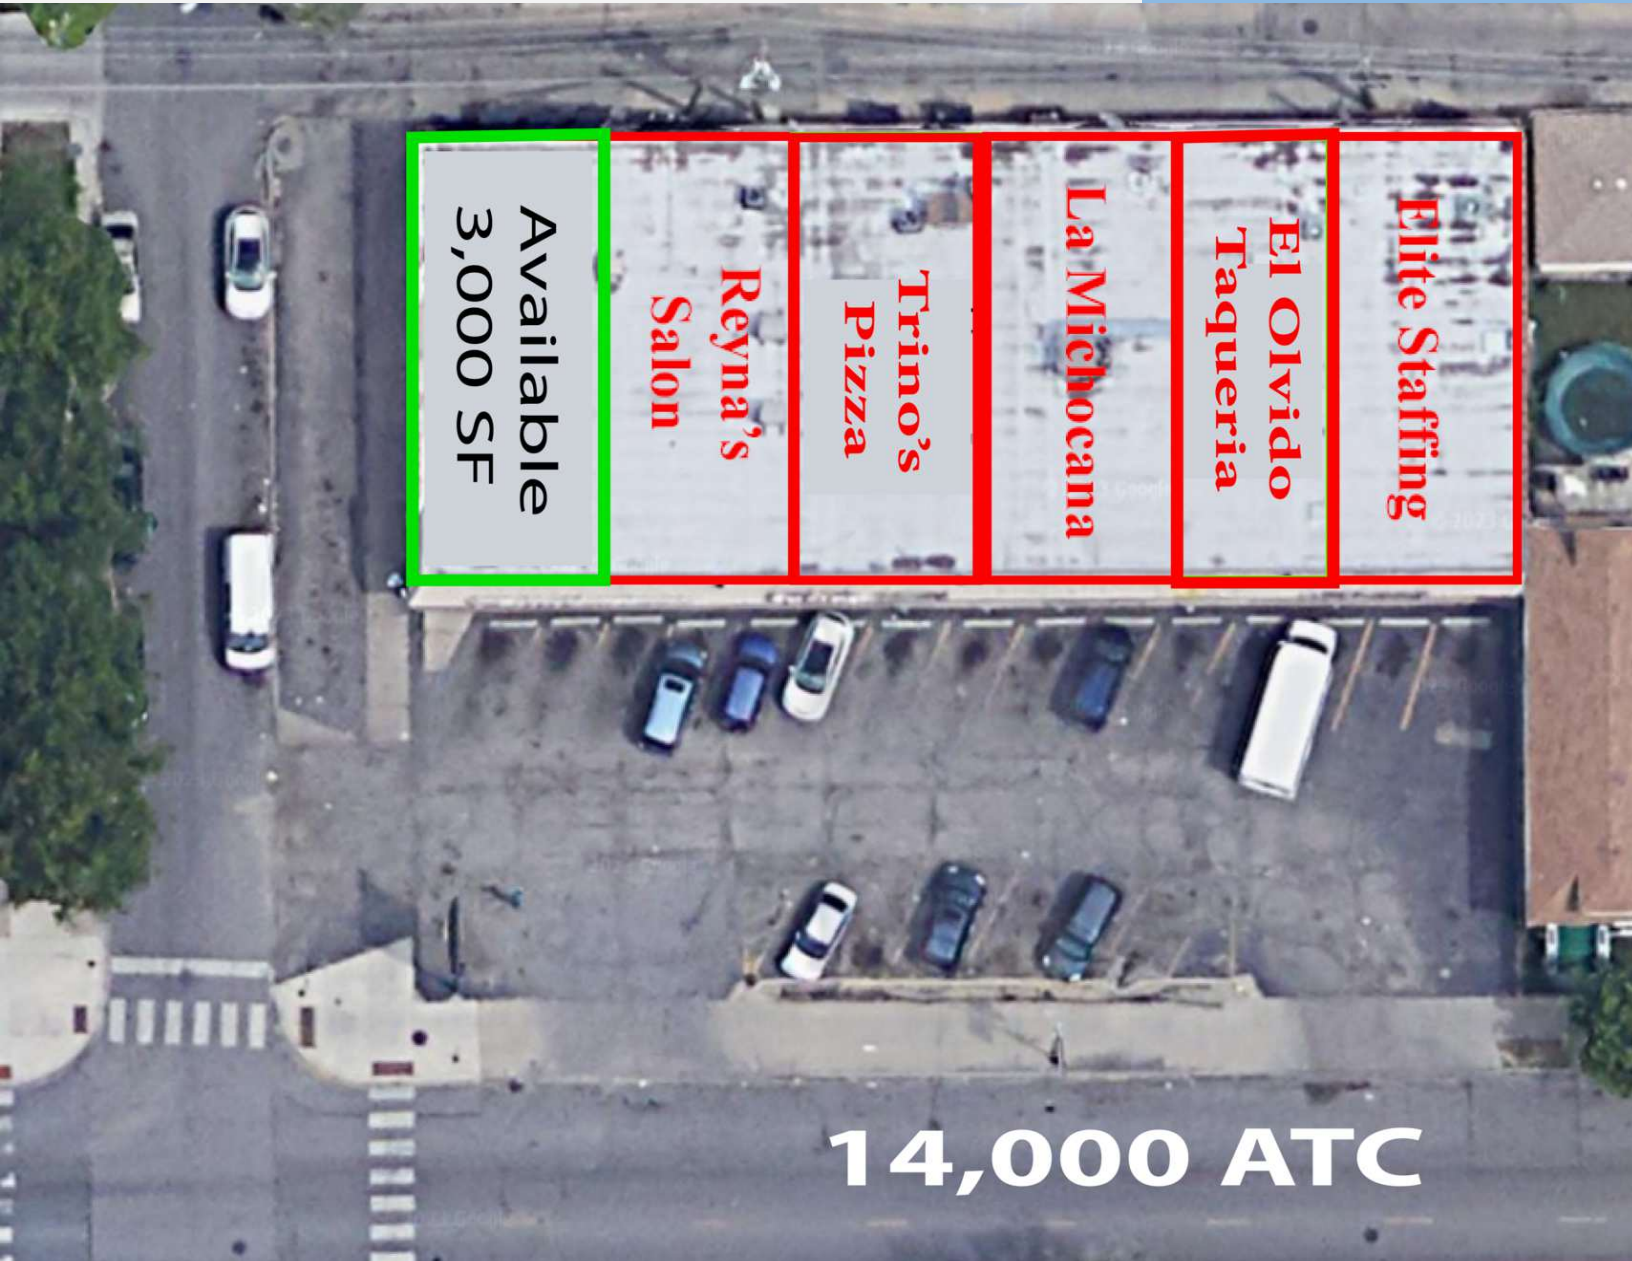 Available
3,000 SF
Reyna's
Salon
Trino's
Pizza
La Michocana
El Olvido
Taqueria
Elite Staffing
14,000 ATC